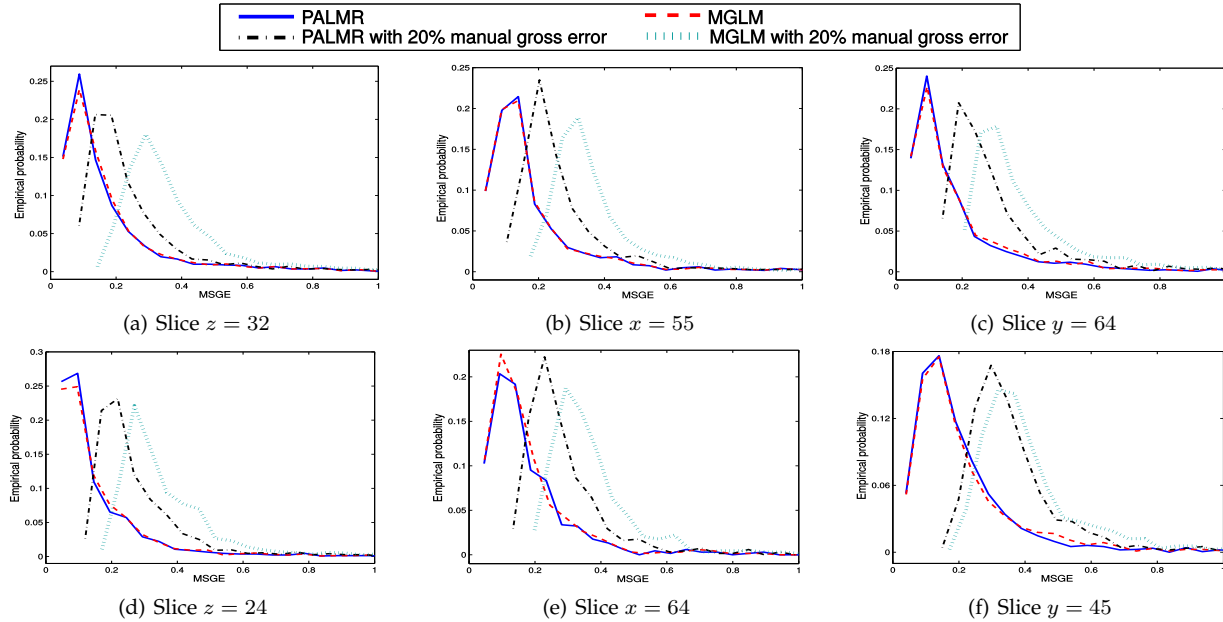 PALMR
MGLM
PALMR with 20% manual gross error
MGLM with 20% manual gross error
Empirical probability
0.25
0.2
0.15
0.1
0.05
0
0 0.2 0.4 0.6 0.8 1
MSGE
(a) Slice z = 32
Empirical probability
0.25
0.2
0.15
0.1
0.05
0
0 0.2 0.4 0.6 0.8 1
MSGE
(b) Slice x = 55
Empirical probability
0.25
0.2
0.15
0.1
0.05
0
0 0.2 0.4 0.6 0.8 1
MSGE
(c) Slice y = 64
Empirical probability
0.3
0.25
0.2
0.15
0.1
0.05
0
0 0.2 0.4 0.6 0.8 1
MSGE
(d) Slice z = 24
Empirical probability
0.2
0.15
0.1
0.05
0
0 0.2 0.4 0.6 0.8 1
MSGE
(e) Slice x = 64
Empirical probability
0.18
0.12
0.06
0
0 0.2 0.4 0.6 0.8 1
MSGE
(f) Slice y = 45